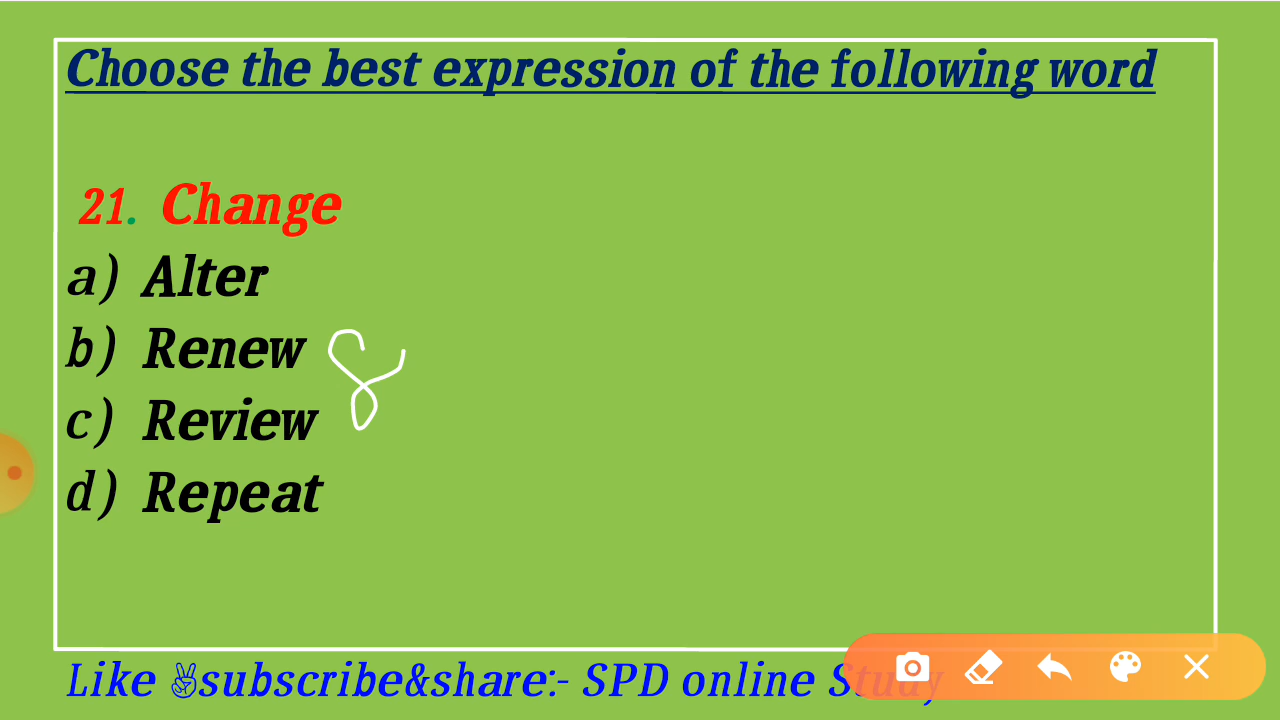 Choose the best expression of the following word
21. Change
a) Alter
b) Renew
c) Review
d) Repeat
Like ✌subscribe&share:- SPD online Study